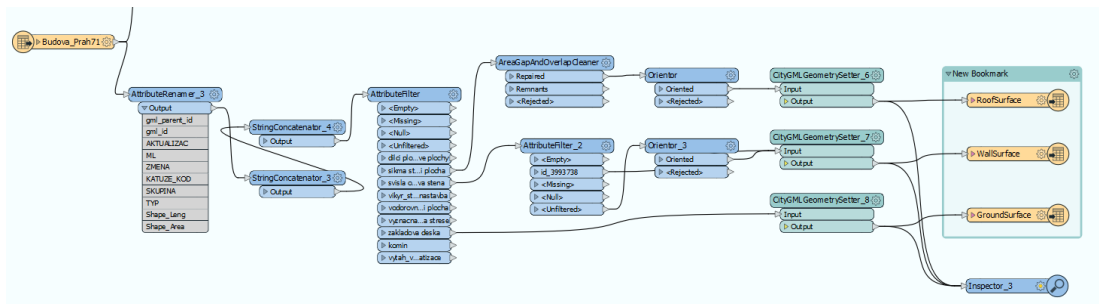 Budova_Prah71
AttributeRenamer_3
Output
gml_parent_id
gml_id
AKTUALIZAC
ML
ZMENA
KATUZE_KOD
SKUPINA
TYP
Shape_Leng
Shape_Area
StringConcatenator_4
Output
StringConcatenator_3
Output
AttributeFilter
<Empty>
<Missing>
<Null>
<Unfiltered>
dilci plo...ve plochy
sikma st...i plocha
svisla o...va stena
vikyr_st...nastavba
vodorovn...i plocha
vyznacna...a strese
zakladova deska
komin
vytah_v...atizace
AreaGapAndOverlapCleaner
Repaired
Remnants
<Rejected>
AttributeFilter_2
<Empty>
id_3993738
<Missing>
<Null>
<Unfiltered>
Orientor
Oriented
<Rejected>
Orientor_3
Oriented
<Rejected>
CityGMLGeometrySetter_6
Input
Output
CityGMLGeometrySetter_7
Input
Output
CityGMLGeometrySetter_8
Input
Output
New Bookmark
RoofSurface
WallSurface
GroundSurface
Inspector_3